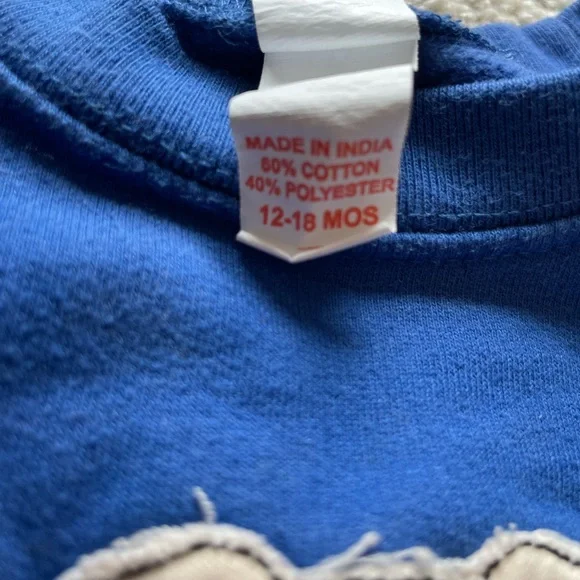 MADE IN INDIA
60% COTTON
40% POLYESTER
12-18 MOS